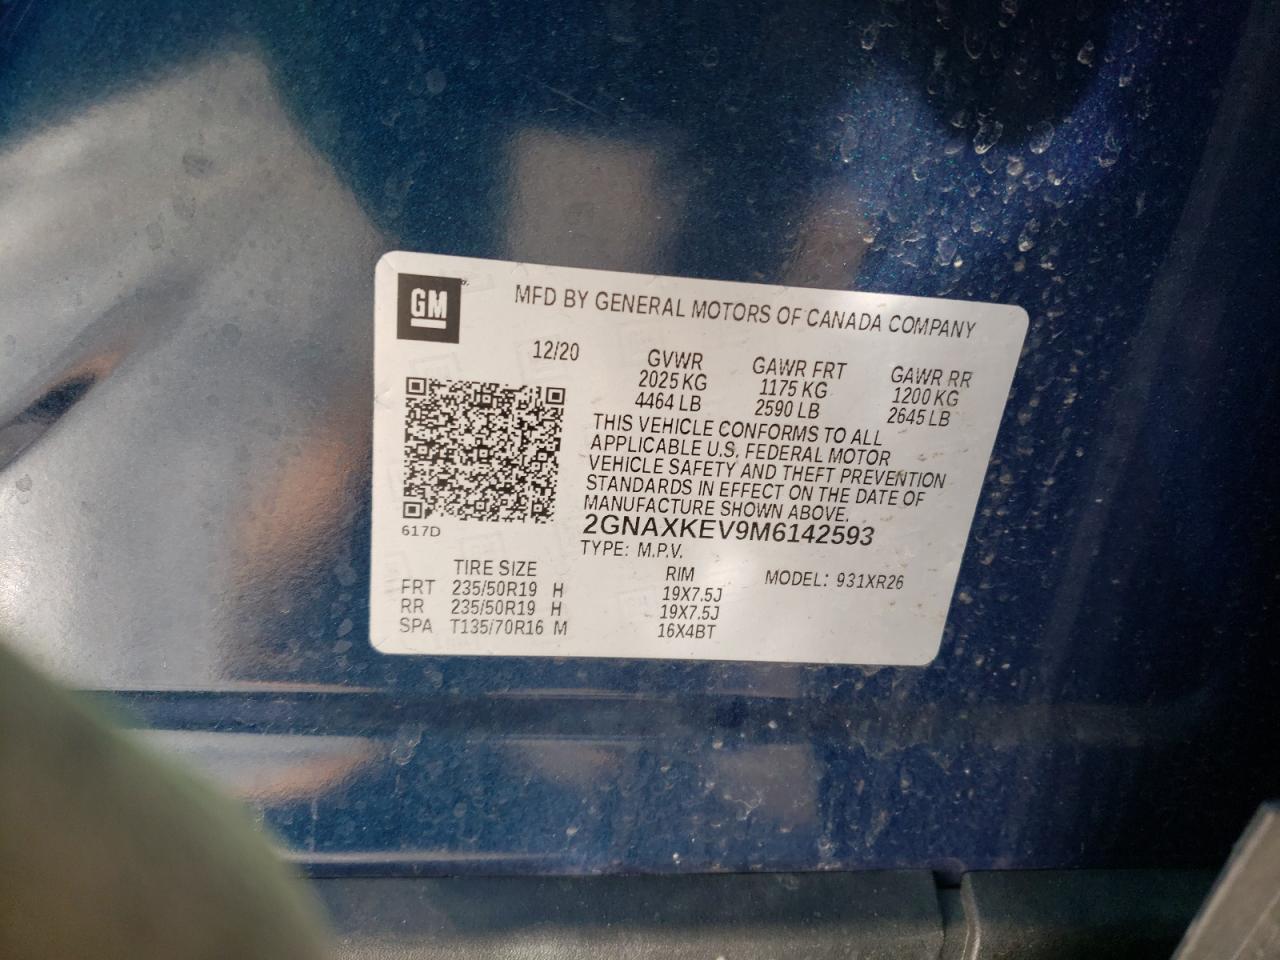 GM
MFD BY GENERAL MOTORS OF CANADA COMPANY
12/20 GVWR GAWR FRT GAWR RR
2025 KG 1175 KG 1200 KG
4464 LB 2590 LB 2645 LB
THIS VEHICLE CONFORMS TO ALL
APPLICABLE U.S. FEDERAL MOTOR
VEHICLE SAFETY AND THEFT PREVENTION
STANDARDS IN EFFECT ON THE DATE OF
MANUFACTURE SHOWN ABOVE.
617D
2GNAXKEV9M6142593
TYPE: M.P.V.
TIRE SIZE RIM MODEL: 931XR26
FRT 235/50R19 H 19X7.5J
RR 235/50R19 H 19X7.5J
SPA T135/70R16 M 16X4BT